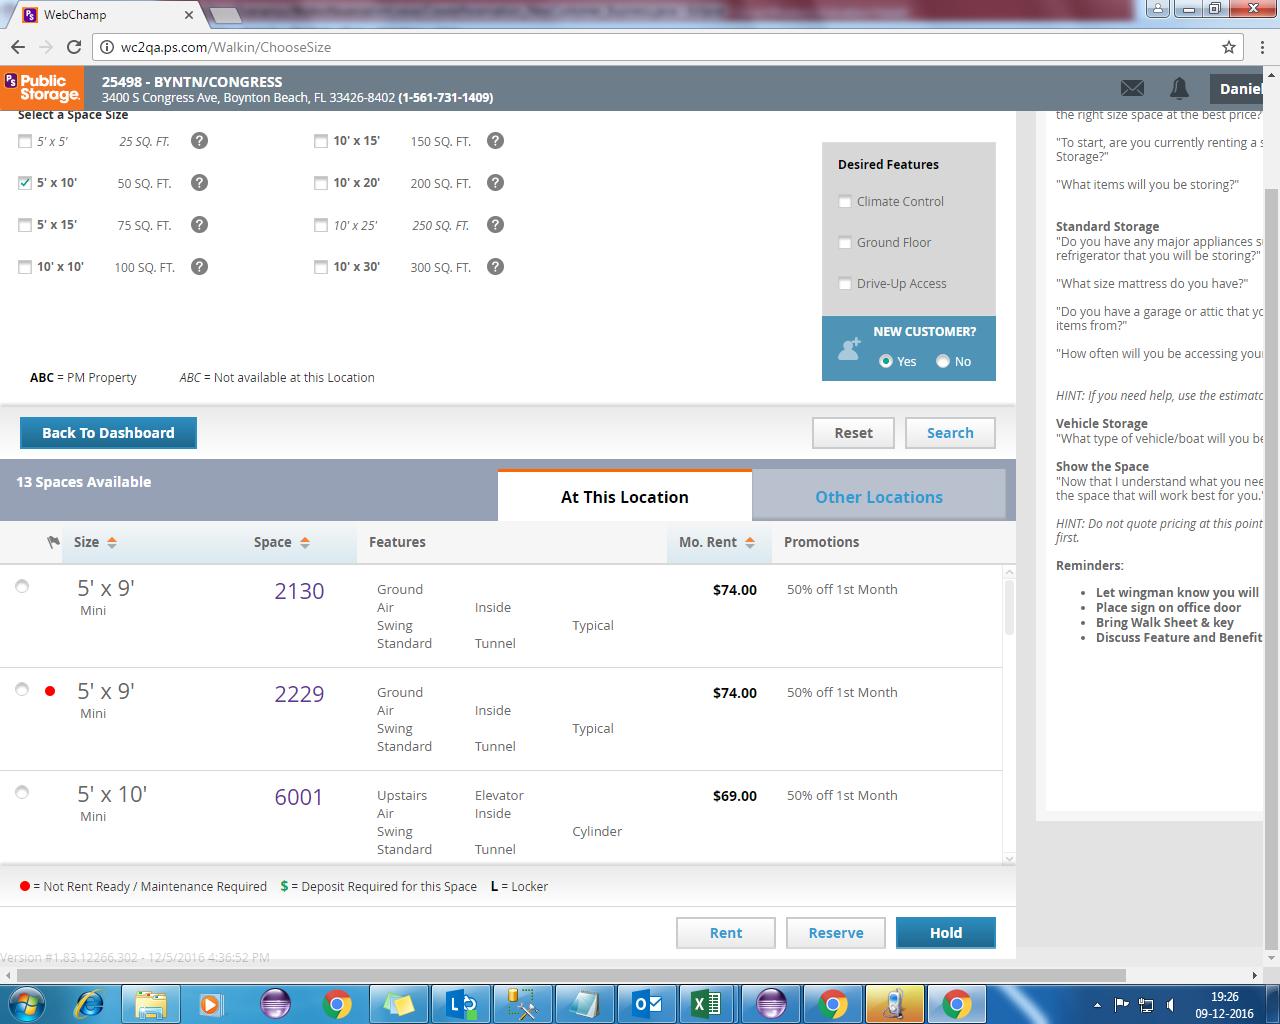 WebChamp
wc2qa.ps.com/Walkin/ChooseSize
PS Public Storage
25498 - BYNTN/CONGRESS
3400 S Congress Ave, Boynton Beach, FL 33426-8402 (1-561-731-1409)
Daniel
Select a Space Size
5' x 5' 25 SQ. FT. ?
10' x 15' 150 SQ. FT. ?
5' x 10' 50 SQ. FT. ?
10' x 20' 200 SQ. FT. ?
5' x 15' 75 SQ. FT. ?
10' x 25' 250 SQ. FT. ?
10' x 10' 100 SQ. FT. ?
10' x 30' 300 SQ. FT. ?
Desired Features
Climate Control
Ground Floor
Drive-Up Access
NEW CUSTOMER?
Yes No
ABC = PM Property ABC = Not available at this Location
Back To Dashboard Reset Search
13 Spaces Available At This Location Other Locations
Size Space Features Mo. Rent Promotions
5' x 9' 2130 Ground $74.00 50% off 1st Month
Mini Air Inside
Swing Typical
Standard Tunnel
5' x 9' 2229 Ground $74.00 50% off 1st Month
Mini Air Inside
Swing Typical
Standard Tunnel
5' x 10' 6001 Upstairs Elevator $69.00 50% off 1st Month
Mini Air Inside
Swing Cylinder
Standard Tunnel
= Not Rent Ready / Maintenance Required $ = Deposit Required for this Space L = Locker
Rent Reserve Hold
Version #1.83.12266.302 - 12/5/2016 4:36:52 PM
the right size space at the best price?
"To start, are you currently renting a s
Storage?"
"What items will you be storing?"
Standard Storage
"Do you have any major appliances su
refrigerator that you will be storing?"
"What size mattress do you have?"
"Do you have a garage or attic that yo
items from?"
"How often will you be accessing your
HINT: If you need help, use the estimato
Vehicle Storage
"What type of vehicle/boat will you be
Show the Space
"Now that I understand what you nee
the space that will work best for you."
HINT: Do not quote pricing at this point
first.
Reminders:
Let wingman know you will
Place sign on office door
Bring Walk Sheet & key
Discuss Feature and Benefit
19:26
09-12-2016